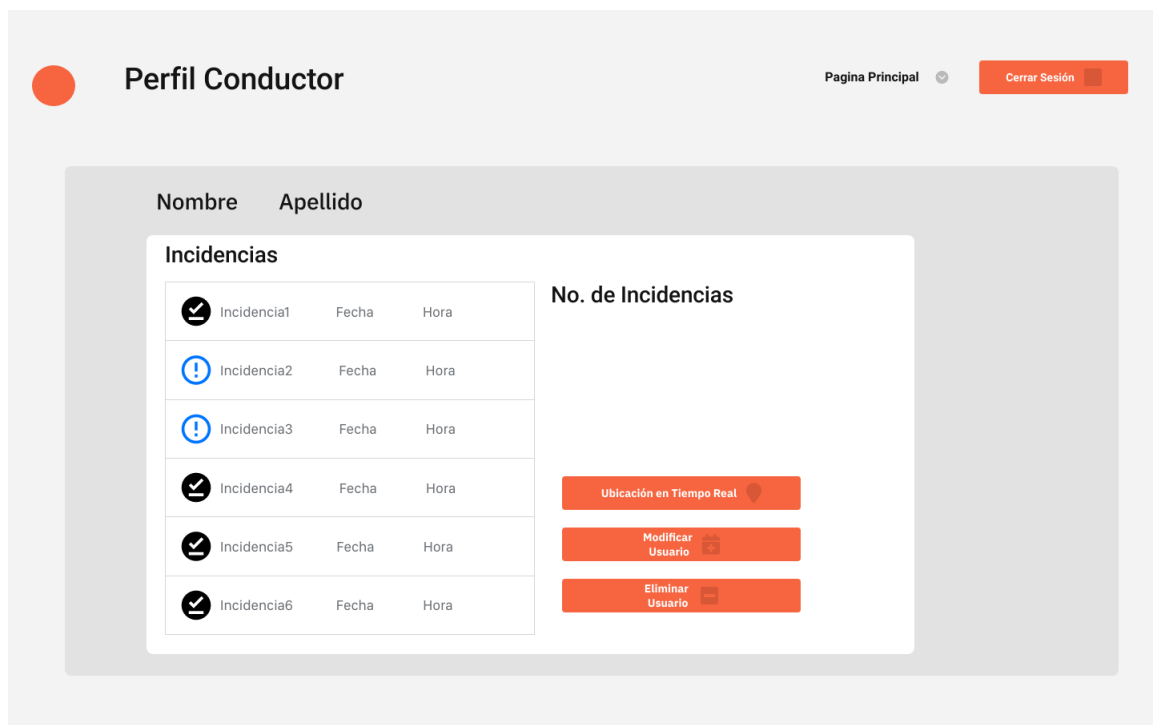 Perfil Conductor
Pagina Principal
Cerrar Sesión
Nombre Apellido
Incidencias
No. de Incidencias
Incidencia1 Fecha Hora
Incidencia2 Fecha Hora
Incidencia3 Fecha Hora
Incidencia4 Fecha Hora
Incidencia5 Fecha Hora
Incidencia6 Fecha Hora
Ubicación en Tiempo Real
Modificar
Usuario
Eliminar
Usuario